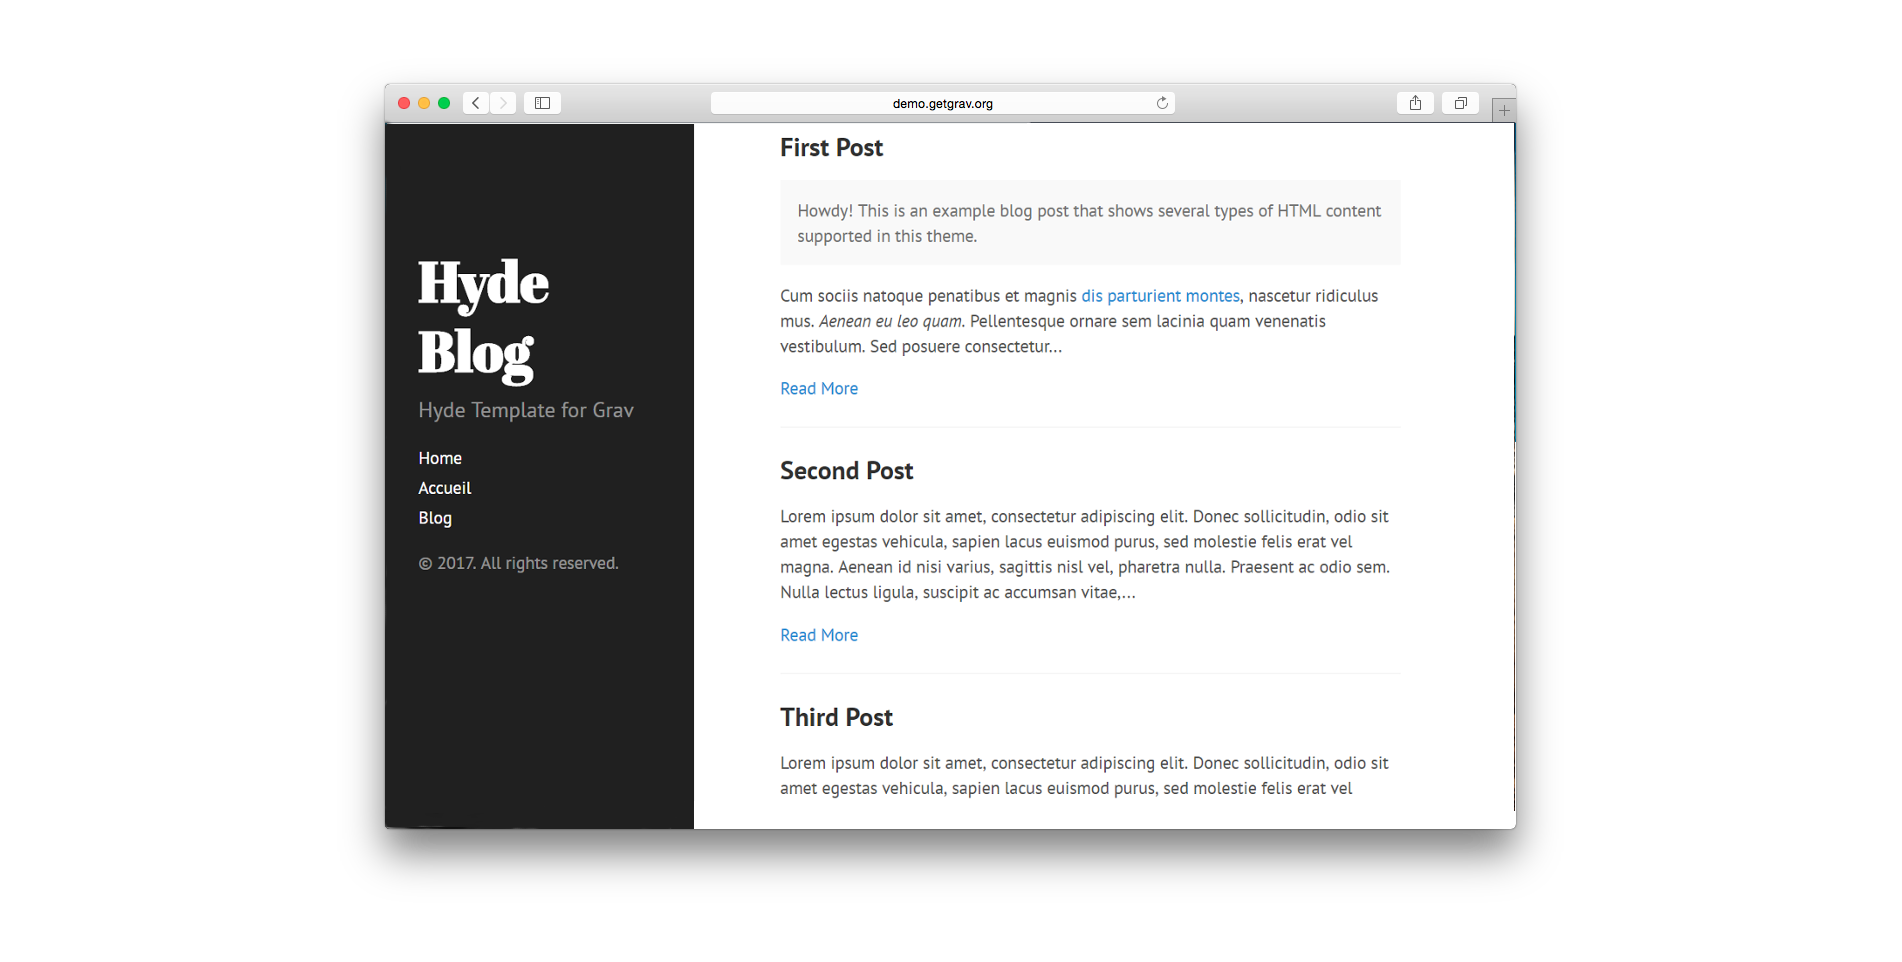 demo.getgrav.org
Hyde
Blog
Hyde Template for Grav
Home
Accueil
Blog
© 2017. All rights reserved.
First Post
Howdy! This is an example blog post that shows several types of HTML content
supported in this theme.
Cum sociis natoque penatibus et magnis dis parturient montes, nascetur ridiculus
mus. Aenean eu leo quam. Pellentesque ornare sem lacinia quam venenatis
vestibulum. Sed posuere consectetur...
Read More
Second Post
Lorem ipsum dolor sit amet, consectetur adipiscing elit. Donec sollicitudin, odio sit
amet egestas vehicula, sapien lacus euismod purus, sed molestie felis erat vel
magna. Aenean id nisi varius, sagittis nisl vel, pharetra nulla. Praesent ac odio sem.
Nulla lectus ligula, suscipit ac accumsan vitae,...
Read More
Third Post
Lorem ipsum dolor sit amet, consectetur adipiscing elit. Donec sollicitudin, odio sit
amet egestas vehicula, sapien lacus euismod purus, sed molestie felis erat vel